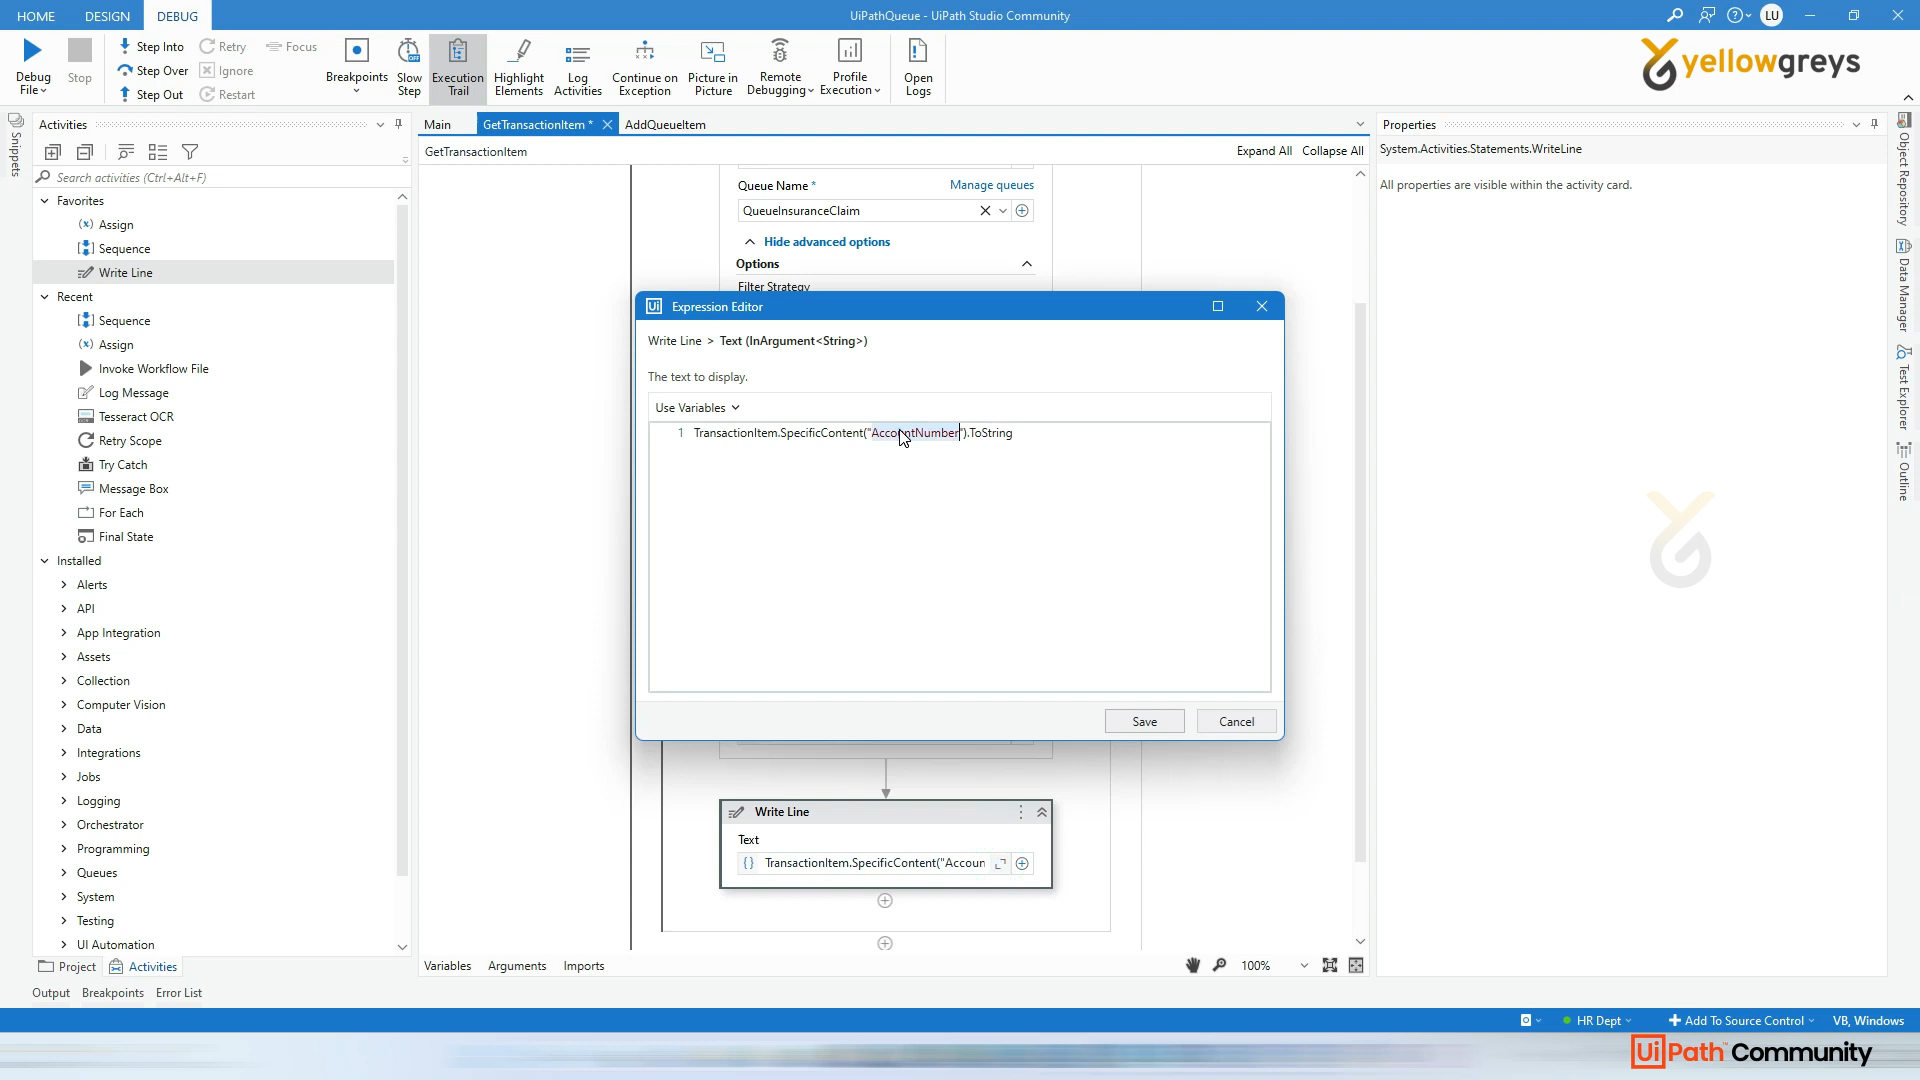 HOME DESIGN DEBUG
UiPathQueue - UiPath Studio Community
LU
Debug File
Stop
Step Into
Step Over
Step Out
Retry
Ignore
Restart
Focus
Breakpoints
Slow Step
Execution Trail
Highlight Elements
Log Activities
Continue on Exception
Picture in Picture
Remote Debugging
Profile Execution
Open Logs
yellowgreys
Snippets
Activities
Search activities (Ctrl+Alt+F)
Favorites
Assign
Sequence
Write Line
Recent
Sequence
Assign
Invoke Workflow File
Log Message
Tesseract OCR
Retry Scope
Try Catch
Message Box
For Each
Final State
Installed
Alerts
API
App Integration
Assets
Collection
Computer Vision
Data
Integrations
Jobs
Logging
Orchestrator
Programming
Queues
System
Testing
UI Automation
Project Activities
Output Breakpoints Error List
Main GetTransactionItem * AddQueueItem
GetTransactionItem
Expand All Collapse All
Queue Name * Manage queues
QueueInsuranceClaim
Hide advanced options
Options
Filter Strategy
Ui Expression Editor
Write Line > Text (InArgument<String>)
The text to display.
Use Variables
1 TransactionItem.SpecificContent("AccountNumber").ToString
Save Cancel
Write Line
Text
{} TransactionItem.SpecificContent("Accoun
Variables Arguments Imports
100%
Properties
System.Activities.Statements.WriteLine
All properties are visible within the activity card.
Object Repository
Data Manager
Test Explorer
Outline
HR Dept
Add To Source Control
VB, Windows
UiPath™ Community